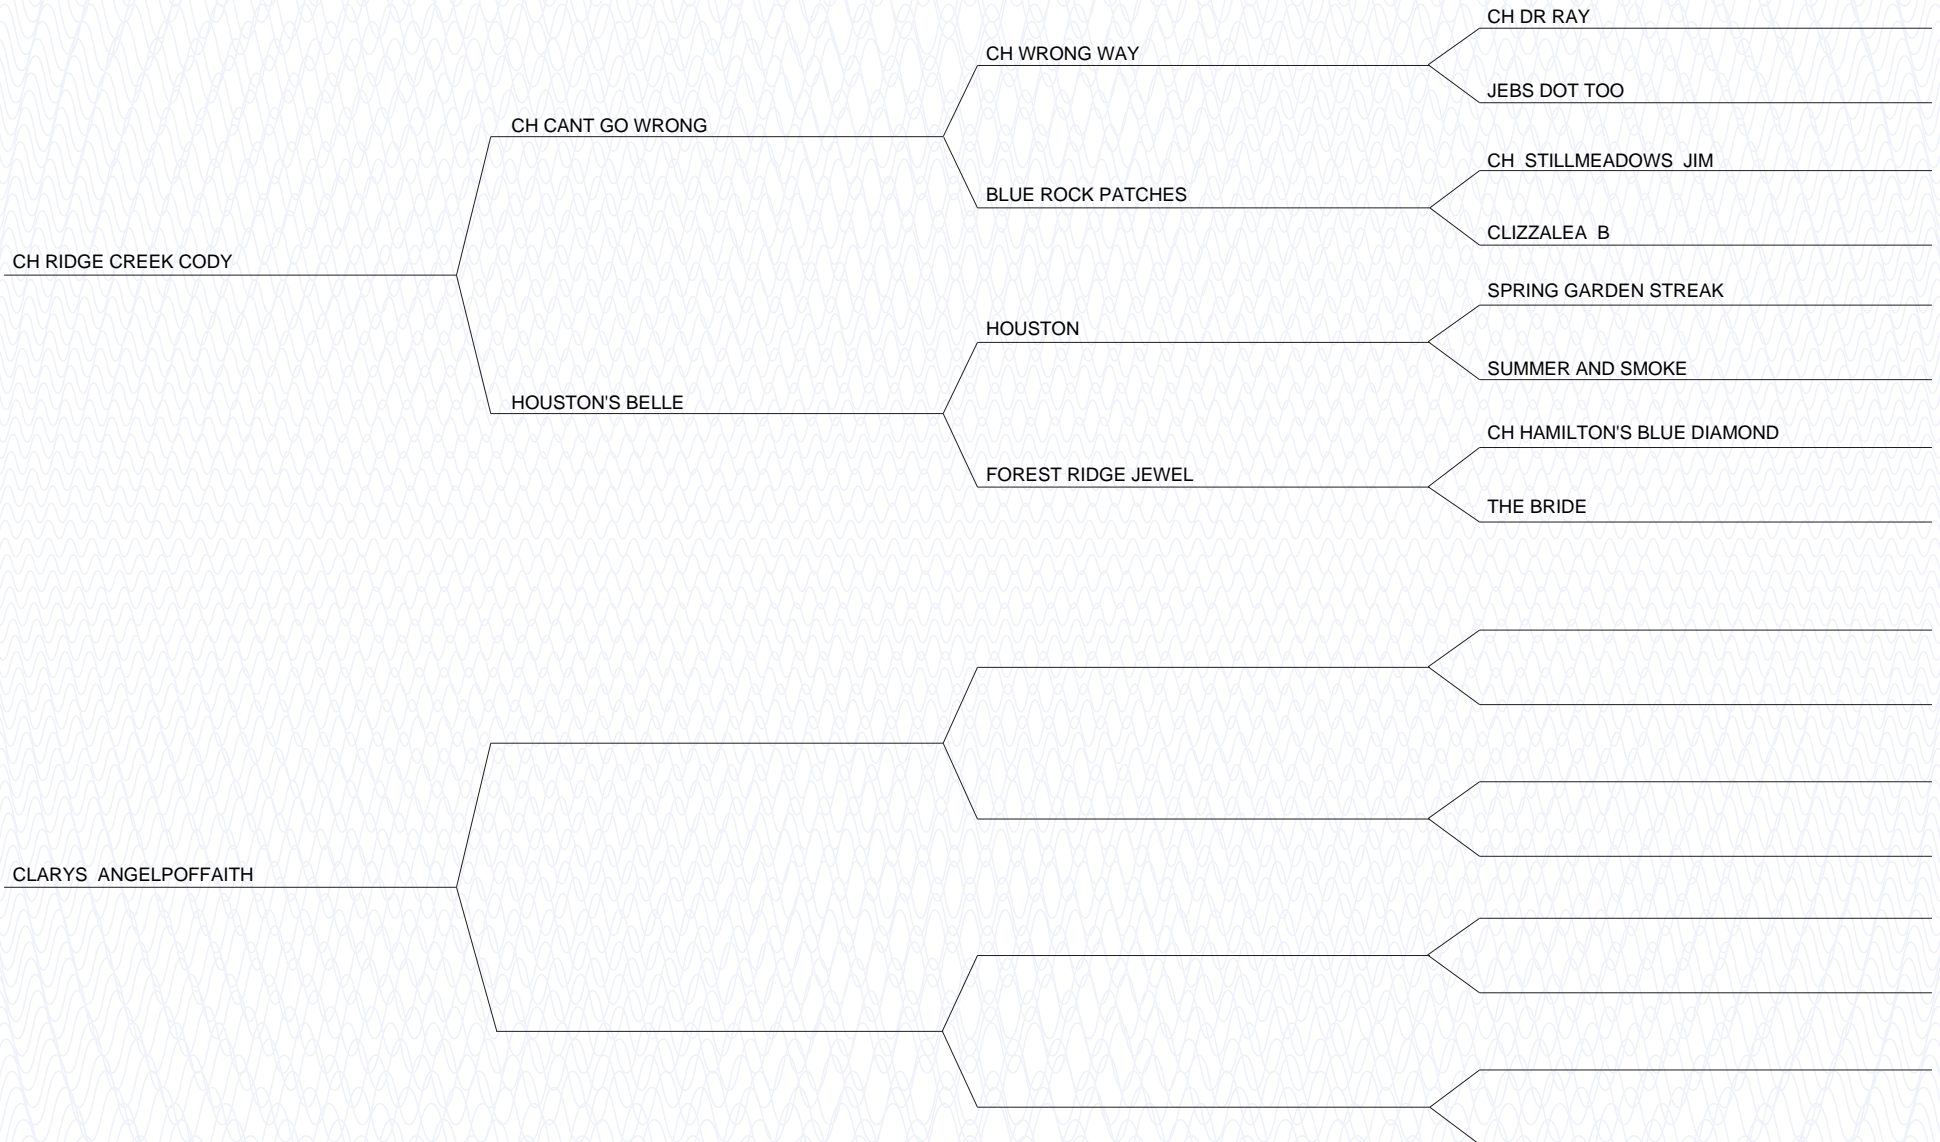 CH DR RAY
CH WRONG WAY
JEBS DOT TOO
CH CANT GO WRONG
CH  STILLMEADOWS  JIM
BLUE ROCK PATCHES
CLIZZALEA  B
CH RIDGE CREEK CODY
SPRING GARDEN STREAK
HOUSTON
SUMMER AND SMOKE
HOUSTON'S BELLE
CH HAMILTON'S BLUE DIAMOND
FOREST RIDGE JEWEL
THE BRIDE
CLARYS  ANGELPOFFAITH